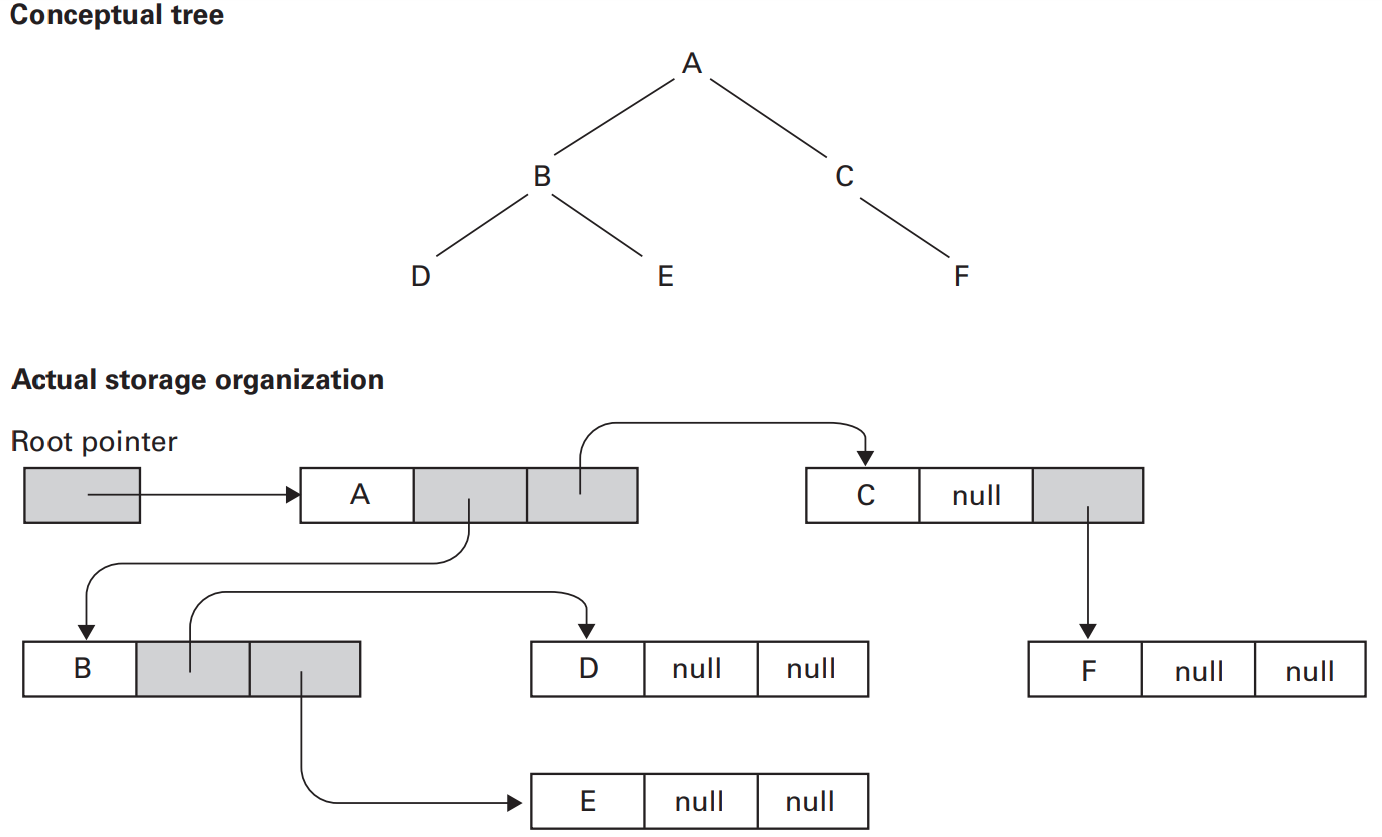 Conceptual tree
A
B C
D E F
Actual storage organization
Root pointer
A C null
B D null null F null null
E null null